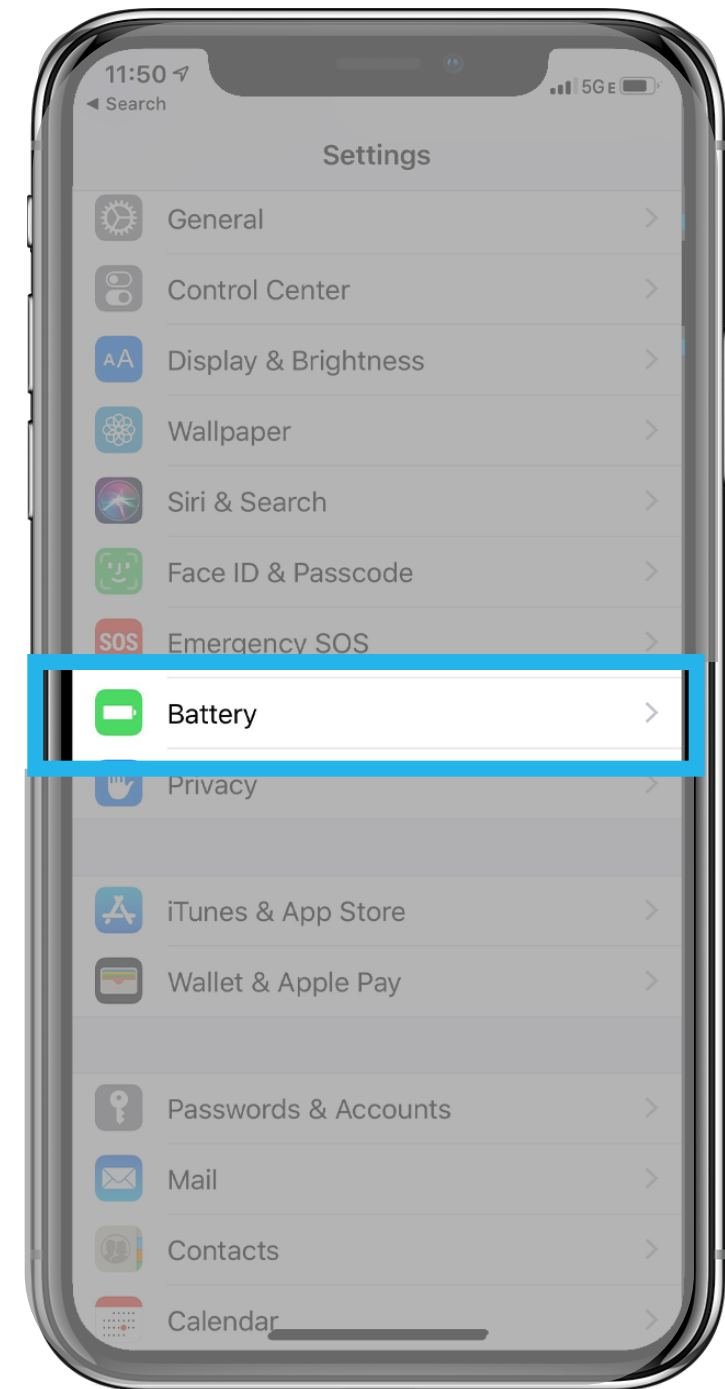 11:50
5G E
◀ Search
Settings
General
Control Center
AA Display & Brightness
Wallpaper
Siri & Search
Face ID & Passcode
SOS Emergency SOS
Battery
Privacy
iTunes & App Store
Wallet & Apple Pay
Passwords & Accounts
Mail
Contacts
Calendar